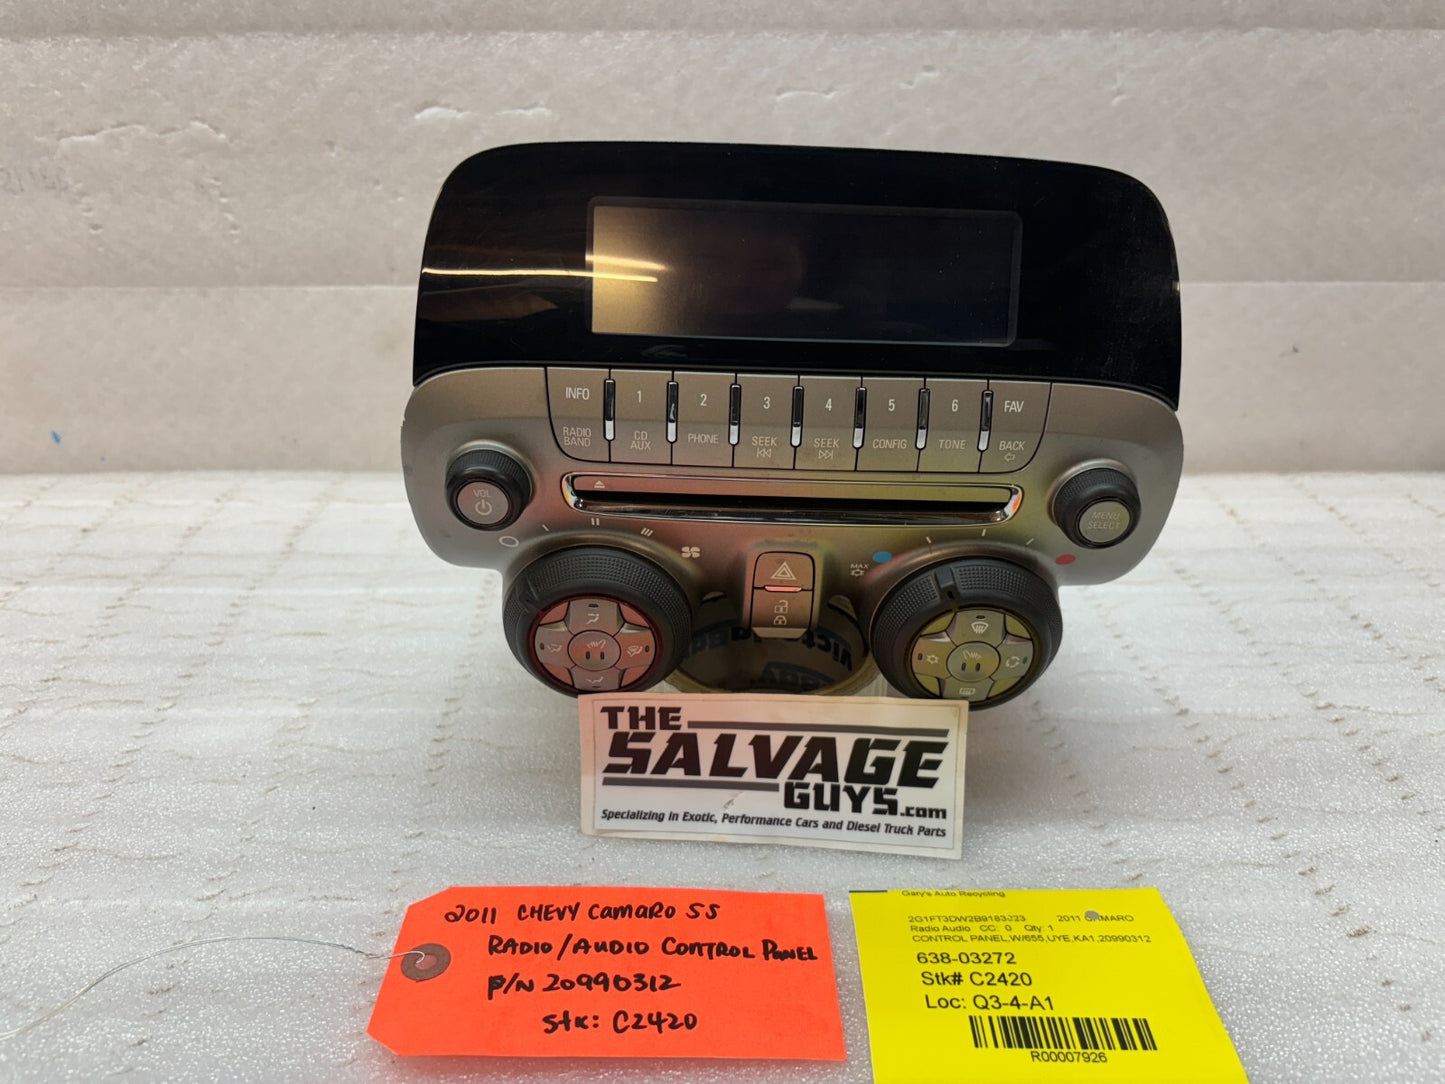 INFO 1 2 3 4 5 6 FAV
RADIO BAND CD AUX PHONE SEEK SEEK CONFIG TONE BACK
VOL
MENU SELECT
MAX
THE
SALVAGE
GUYS.com
Specializing in Exotic, Performance Cars and Diesel Truck Parts
2011 CHEVY CAMARO SS
RADIO/AUDIO CONTROL PANEL
P/N 20990312
Stk: C2420
Gary's Auto Recycling
2011 CAMARO
Radio Audio CC: 0 Qty: 1
CONTROL PANEL,W/655,UYE,KA1,20990312
638-03272
Stk# C2420
Loc: Q3-4-A1
R00007926